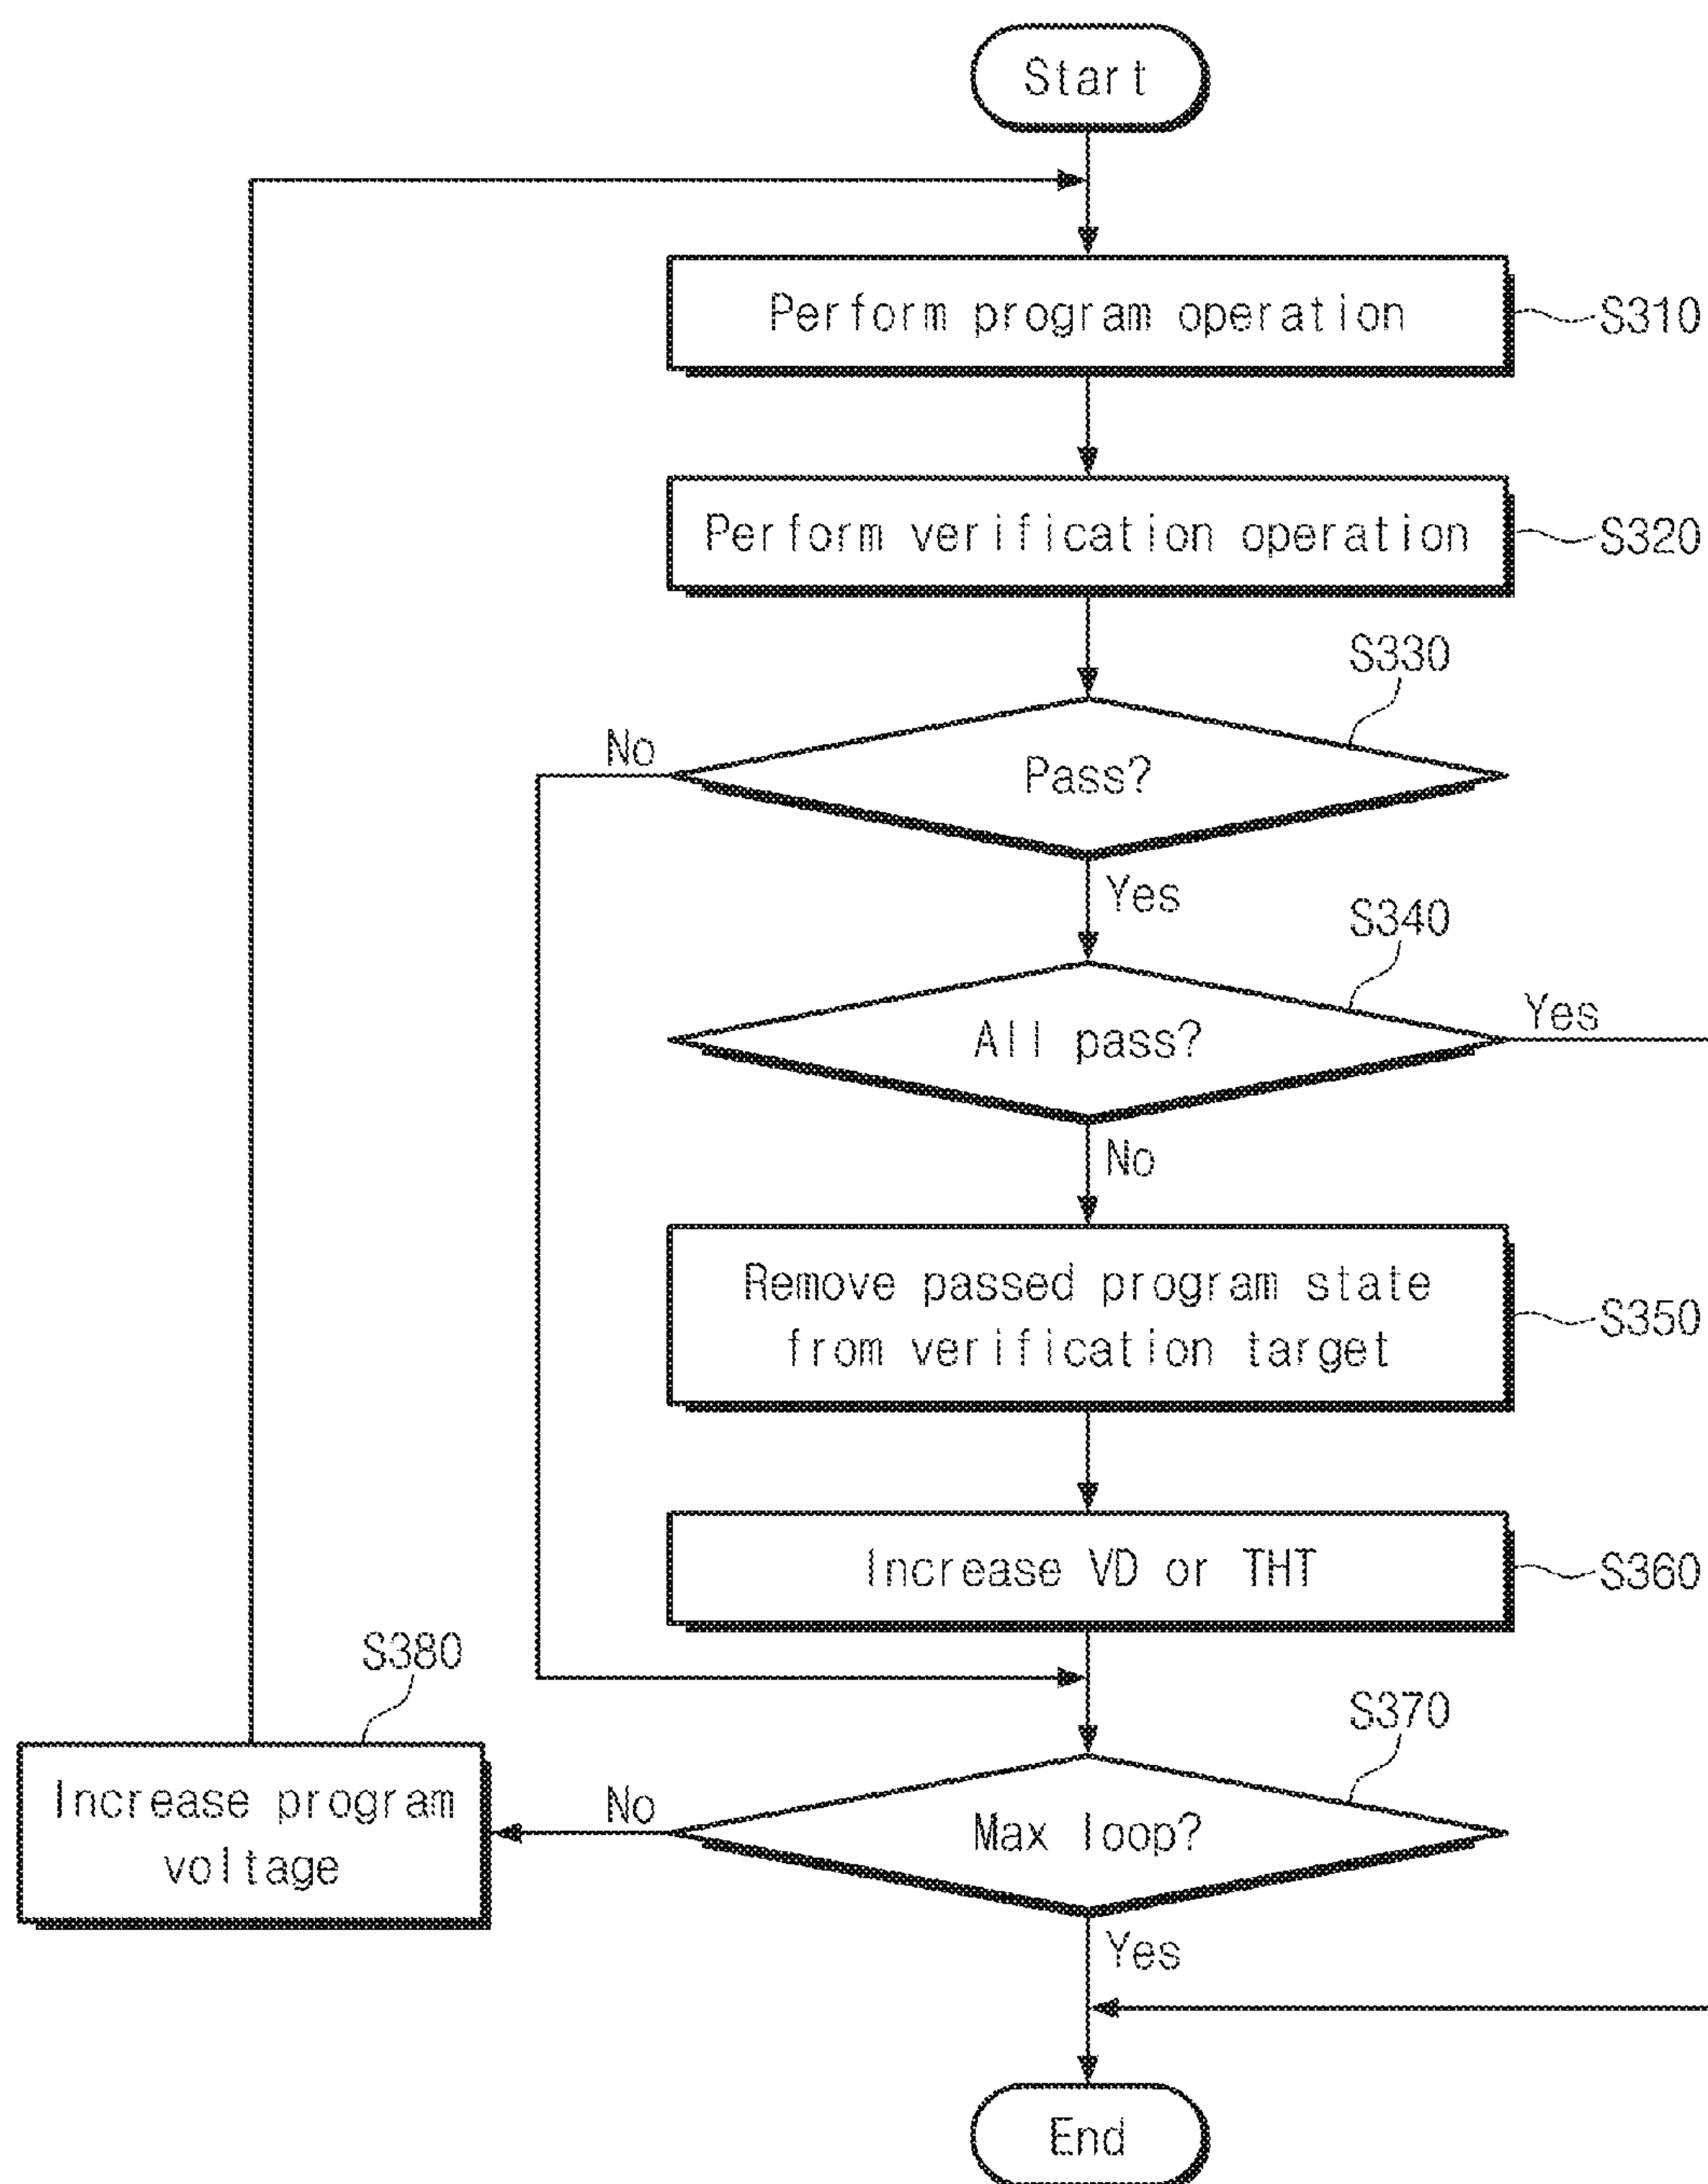 Start
Perform program operation
S310
Perform verification operation
S320
S330
No
Pass?
Yes
S340
All pass?
Yes
No
Remove passed program state
from verification target
S350
Increase VD or THT
S360
S380
S370
Increase program
voltage
No
Max loop?
Yes
End